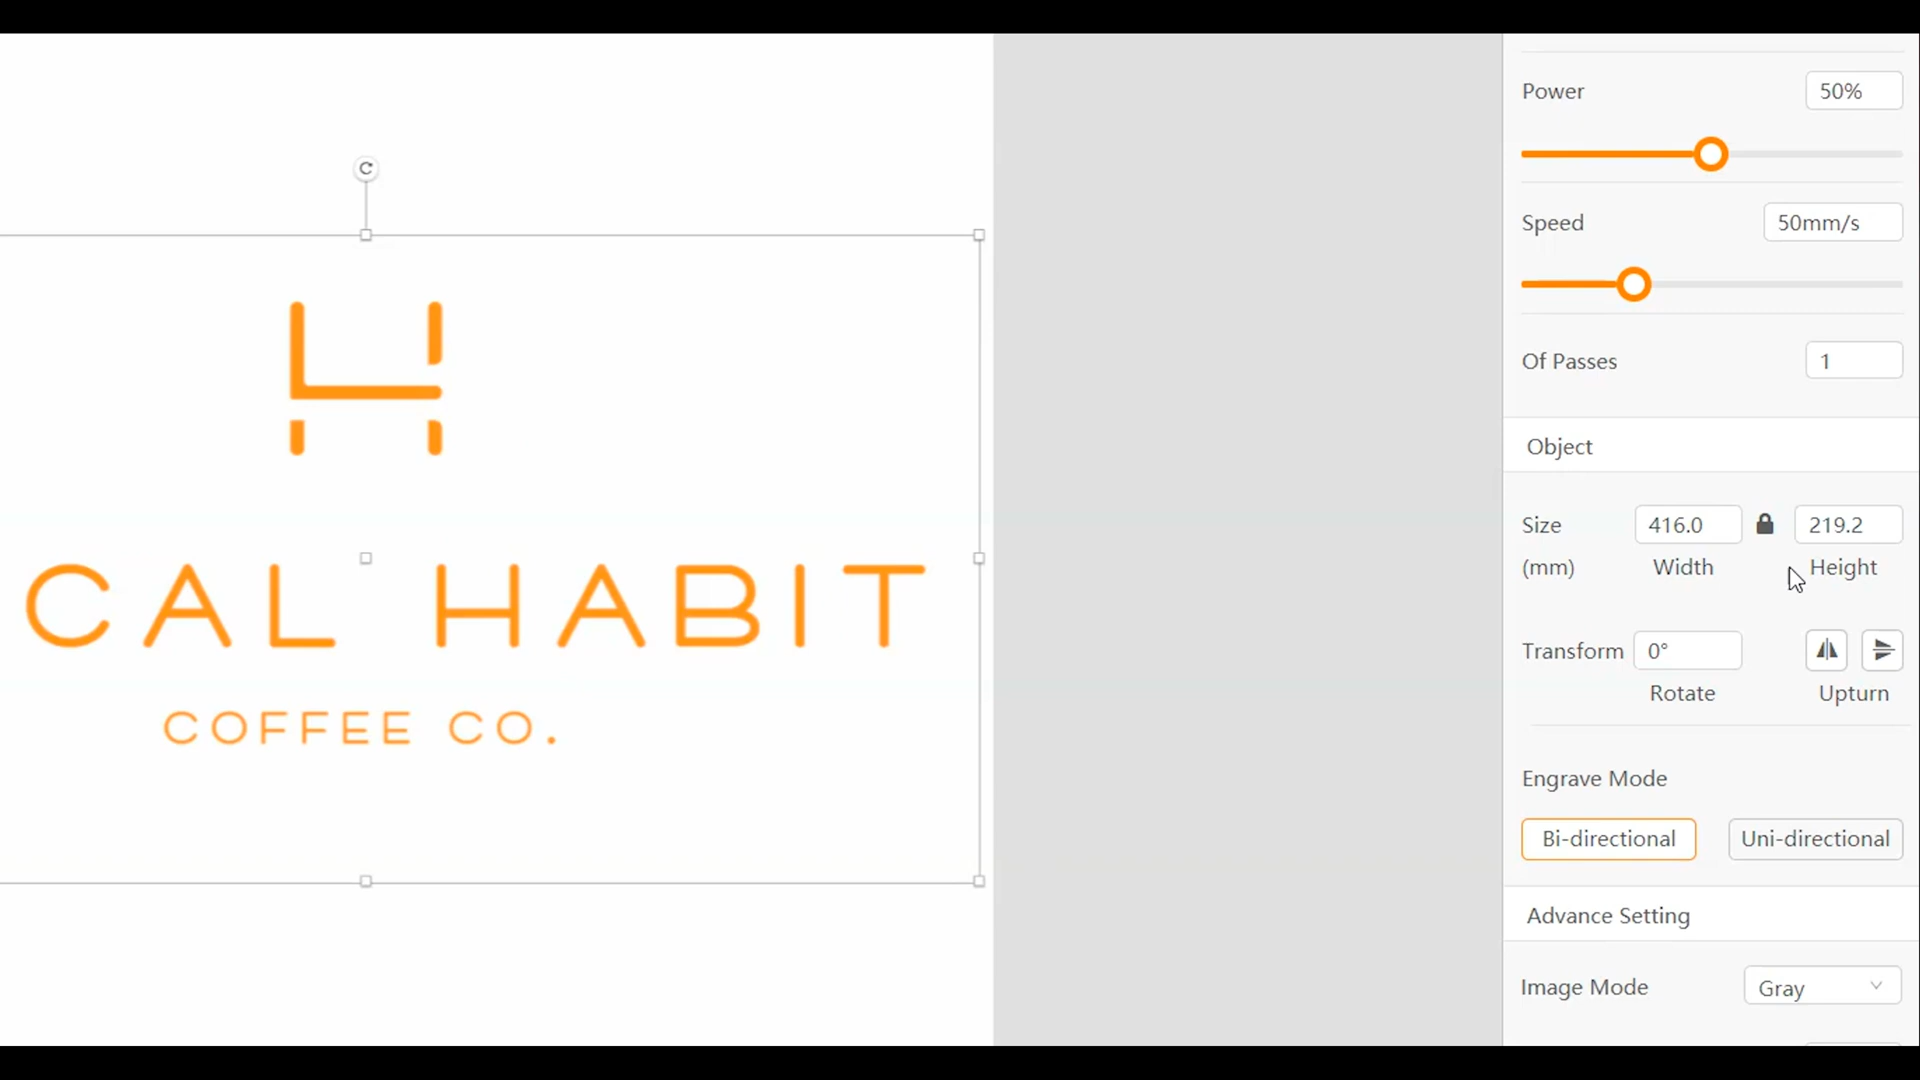 CAL HABIT
COFFEE CO.
Power 50%
Speed 50mm/s
Of Passes 1
Object
Size 416.0 219.2
(mm) Width Height
Transform 0°
Rotate Upturn
Engrave Mode
Bi-directional Uni-directional
Advance Setting
Image Mode Gray